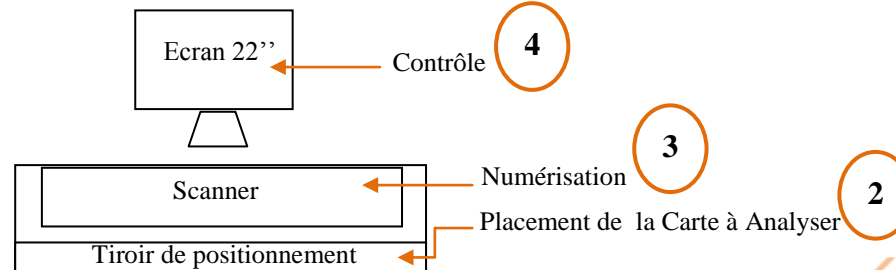 Ecran 22’’
Contrôle
4
3
Scanner
Numérisation
2
Placement de la Carte à Analyser
Tiroir de positionnement